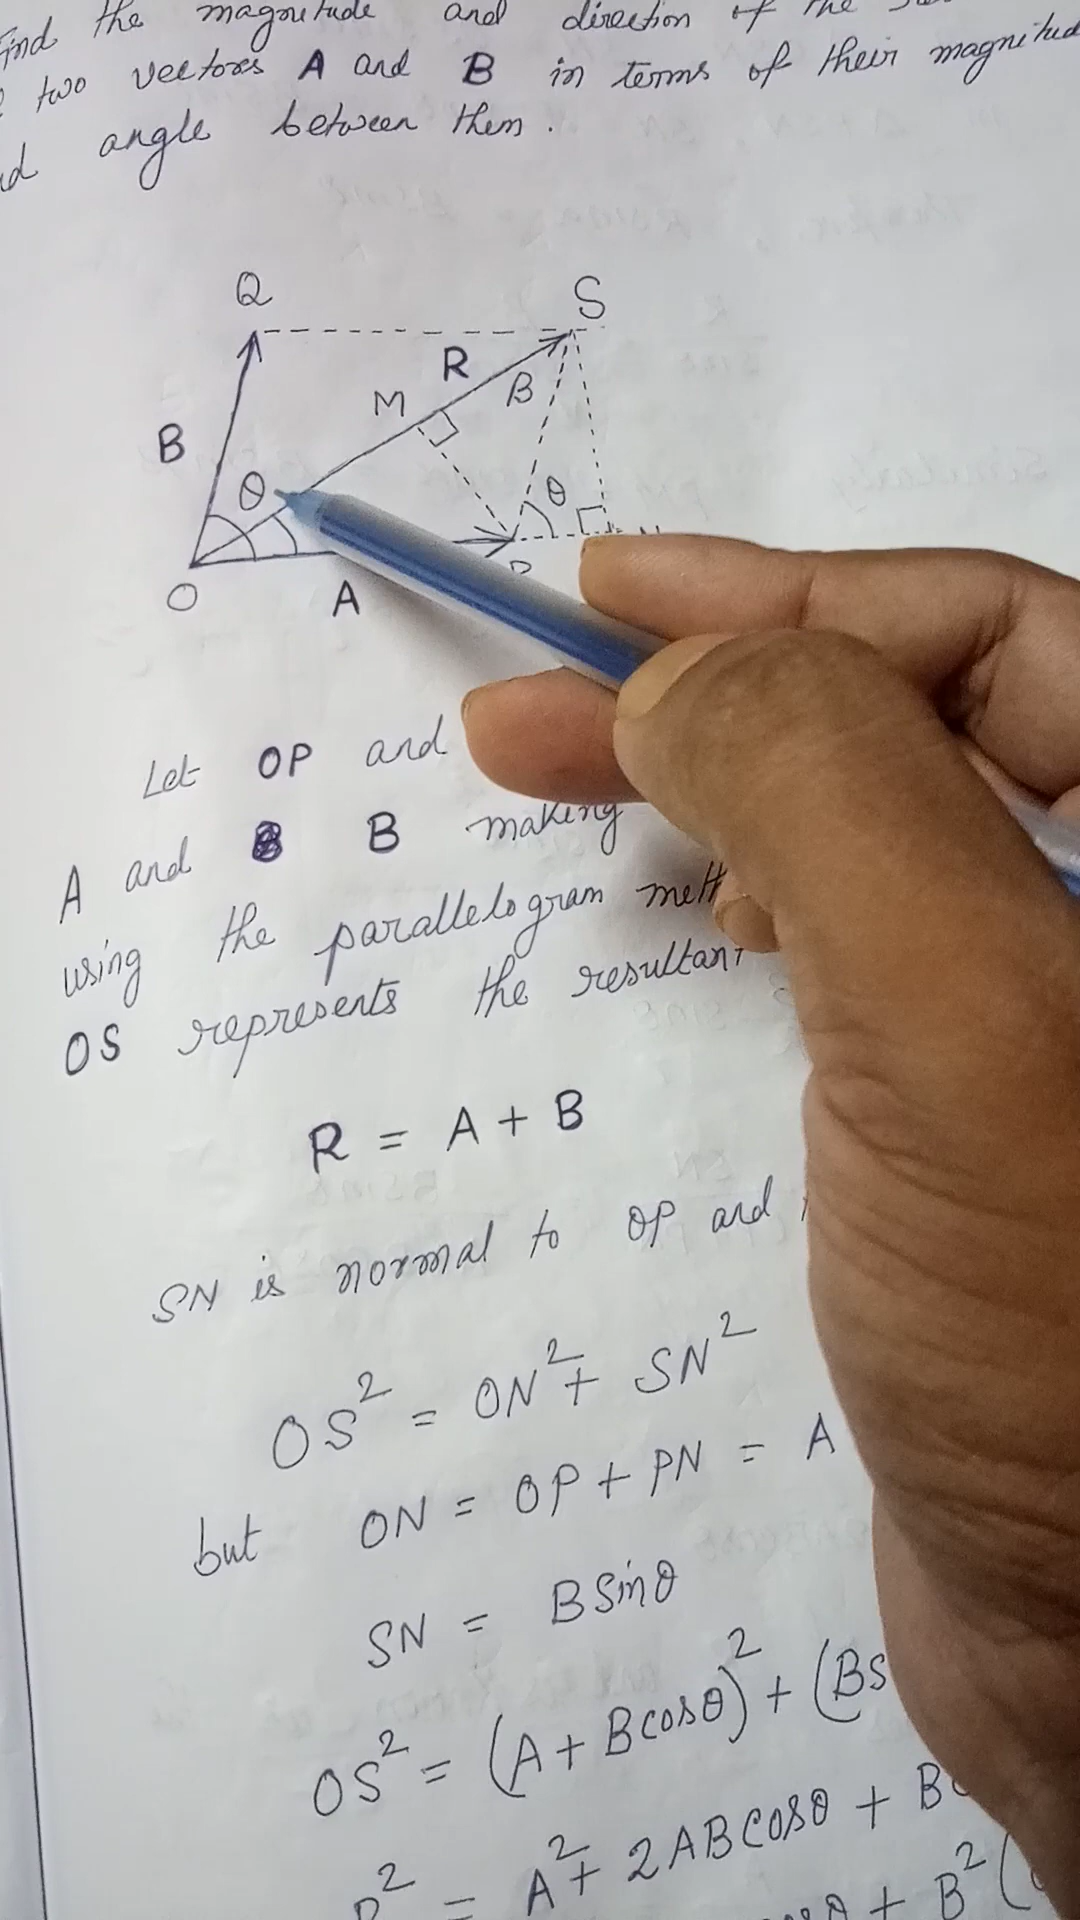 Find the magnitude and direction of the
two vectors A and B in terms of their magnitud
angle between them.
Q
S
R
M
B
B
θ
θ
O
A
Let OP and
A and B making
using the parallelogram meth
OS represents the resultant
R = A + B
SN is normal to OP and
OS² = ON² + SN²
but ON = OP + PN = A
SN = B sinθ
OS² = (A + B cosθ)² + (Bs
R² = A² + 2AB cosθ + B
+ B² (